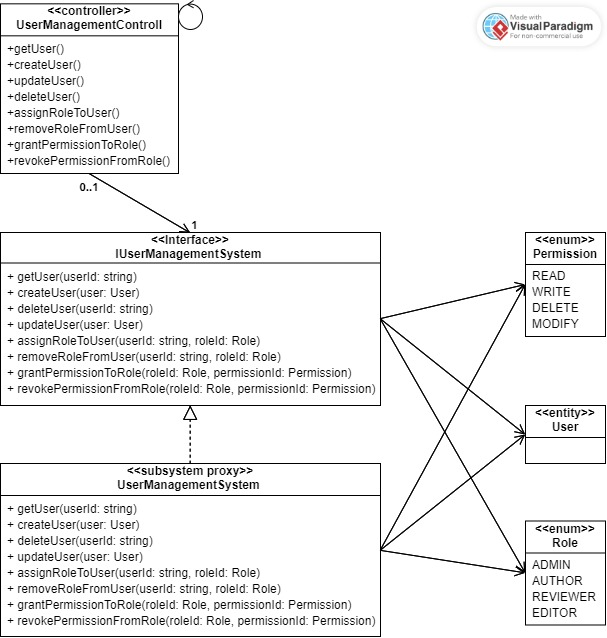 <<controller>>
UserManagementControll
+getUser()
+createUser()
+updateUser()
+deleteUser()
+assignRoleToUser()
+removeRoleFromUser()
+grantPermissionToRole()
+revokePermissionFromRole()
Made with
VisualParadigm
For non-commercial use
0..1
1
<<Interface>>
IUserManagementSystem
+ getUser(userId: string)
+ createUser(user: User)
+ deleteUser(userId: string)
+ updateUser(user: User)
+ assignRoleToUser(userId: string, roleId: Role)
+ removeRoleFromUser(userId: string, roleId: Role)
+ grantPermissionToRole(roleId: Role, permissionId: Permission)
+ revokePermissionFromRole(roleId: Role, permissionId: Permission)
<<enum>>
Permission
READ
WRITE
DELETE
MODIFY
<<entity>>
User
<<subsystem proxy>>
UserManagementSystem
+ getUser(userId: string)
+ createUser(user: User)
+ deleteUser(userId: string)
+ updateUser(user: User)
+ assignRoleToUser(userId: string, roleId: Role)
+ removeRoleFromUser(userId: string, roleId: Role)
+ grantPermissionToRole(roleId: Role, permissionId: Permission)
+ revokePermissionFromRole(roleId: Role, permissionId: Permission)
<<enum>>
Role
ADMIN
AUTHOR
REVIEWER
EDITOR